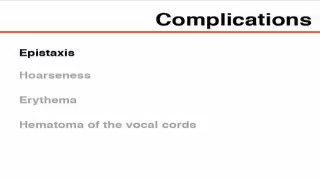 Complications
Epistaxis
Hoarseness
Erythema
Hematoma of the vocal cords